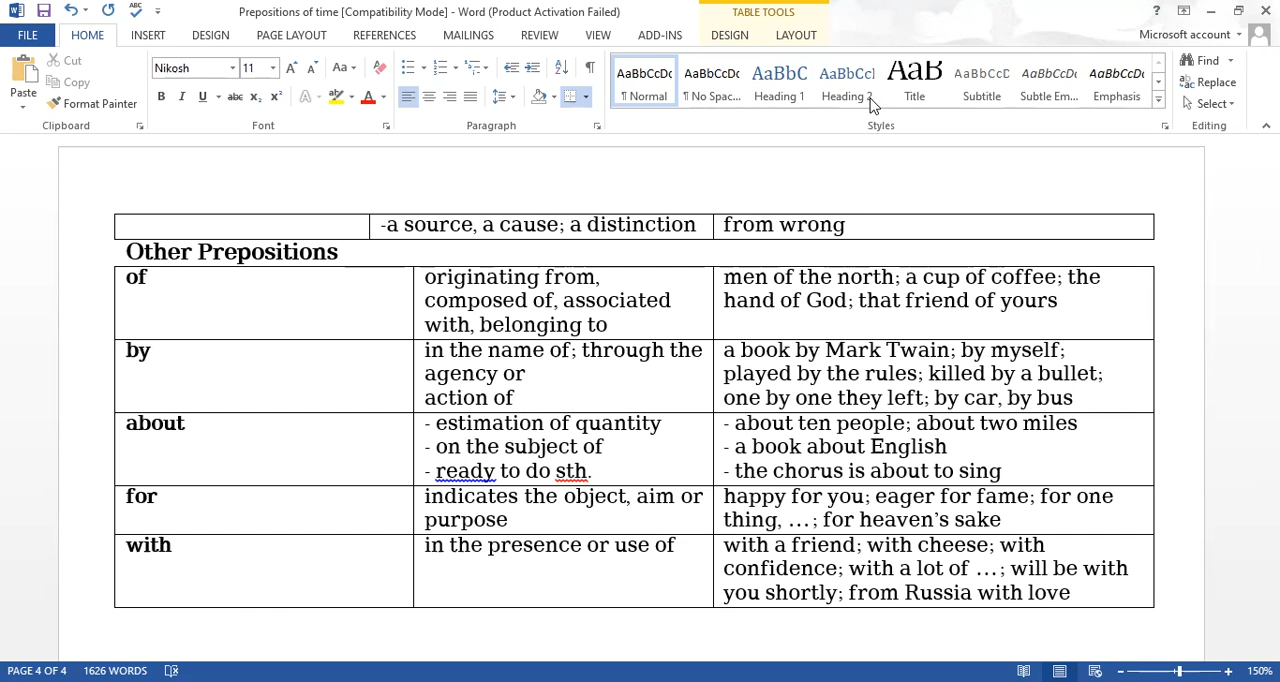 Prepositions of time [Compatibility Mode] - Word (Product Activation Failed)
TABLE TOOLS
?
FILE HOME INSERT DESIGN PAGE LAYOUT REFERENCES MAILINGS REVIEW VIEW ADD-INS DESIGN LAYOUT Microsoft account
Paste
Cut
Copy
Format Painter
Clipboard
Nikosh 11
Font
Paragraph
AaBbCcDc AaBbCcDc AaBbC AaBbCcI AaB AaBbCcD AaBbCcDc AaBbCcDc
¶ Normal ¶ No Spac... Heading 1 Heading 2 Title Subtitle Subtle Em... Emphasis
Styles
Find
Replace
Select
Editing
-a source, a cause; a distinction from wrong
Other Prepositions
of
originating from,
composed of, associated
with, belonging to
men of the north; a cup of coffee; the
hand of God; that friend of yours
by
in the name of; through the
agency or
action of
a book by Mark Twain; by myself;
played by the rules; killed by a bullet;
one by one they left; by car, by bus
about
- estimation of quantity
- on the subject of
- ready to do sth.
- about ten people; about two miles
- a book about English
- the chorus is about to sing
for
indicates the object, aim or
purpose
happy for you; eager for fame; for one
thing, …; for heaven’s sake
with
in the presence or use of
with a friend; with cheese; with
confidence; with a lot of …; will be with
you shortly; from Russia with love
PAGE 4 OF 4 1626 WORDS 150%